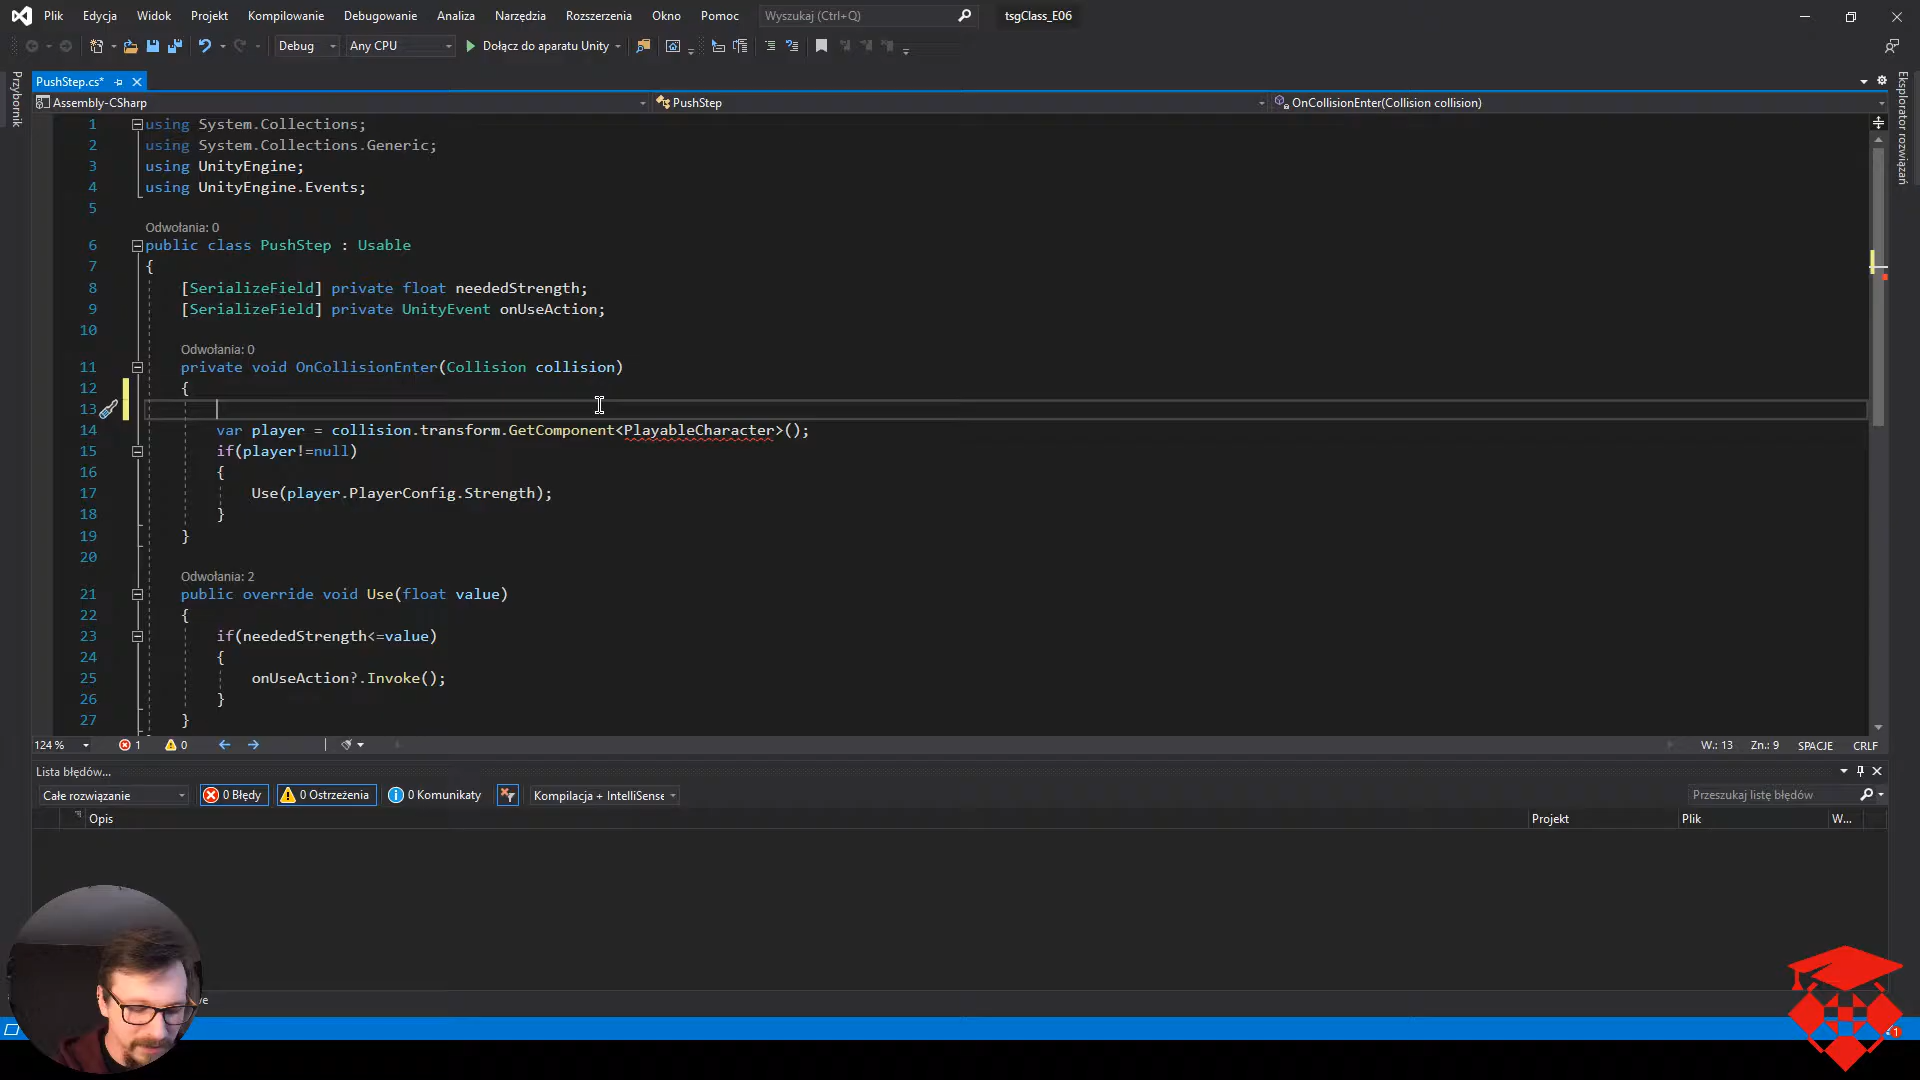 Plik Edycja Widok Projekt Kompilowanie Debugowanie Analiza Narzędzia Rozszerzenia Okno Pomoc Wyszukaj (Ctrl+Q) tsgClass_E06
Debug Any CPU Dołącz do aparatu Unity
PushStep.cs*
Przybornik
Eksplorator rozwiązań
Assembly-CSharp PushStep OnCollisionEnter(Collision collision)
1 using System.Collections;
2 using System.Collections.Generic;
3 using UnityEngine;
4 using UnityEngine.Events;
5
Odwołania: 0
6 public class PushStep : Usable
7 {
8 [SerializeField] private float neededStrength;
9 [SerializeField] private UnityEvent onUseAction;
10
Odwołania: 0
11 private void OnCollisionEnter(Collision collision)
12 {
13
14 var player = collision.transform.GetComponent<PlayableCharacter>();
15 if(player!=null)
16 {
17 Use(player.PlayerConfig.Strength);
18 }
19 }
20
Odwołania: 2
21 public override void Use(float value)
22 {
23 if(neededStrength<=value)
24 {
25 onUseAction?.Invoke();
26 }
27 }
124 % 1 0 W.: 13 Zn.: 9 SPACJE CRLF
Lista błędów...
Całe rozwiązanie 0 Błędy 0 Ostrzeżenia 0 Komunikaty Kompilacja + IntelliSense Przeszukaj listę błędów
Opis Projekt Plik W...
1